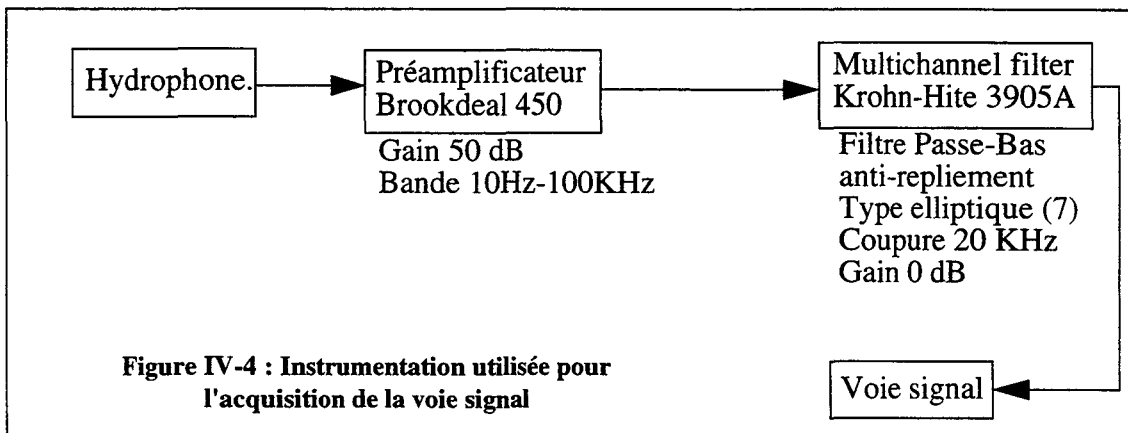 Hydrophone.
Préamplificateur
Brookdeal 450
Gain 50 dB
Bande 10Hz-100KHz
Multichannel filter
Krohn-Hite 3905A
Filtre Passe-Bas
anti-repliement
Type elliptique (7)
Coupure 20 KHz
Gain 0 dB
Voie signal
Figure IV-4 : Instrumentation utilisée pour
l'acquisition de la voie signal